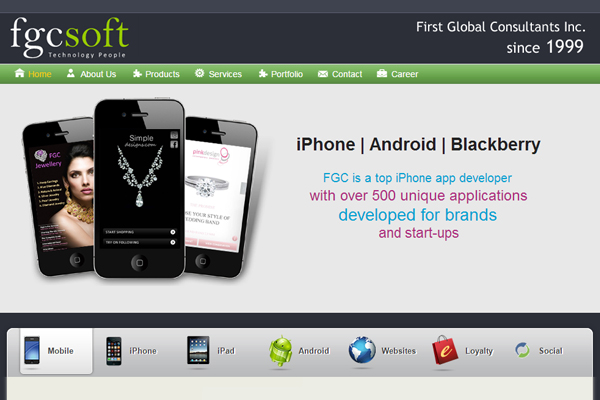 fgcsoft
Technology People
First Global Consultants Inc.
since 1999
Home
About Us
Products
Services
Portfolio
Contact
Career
FGC
Jewellery
Simple
designs.com
START SHOPPING
TRY ON FOLLOWING
pinkdesign
OSE YOUR STYLE OF
EDDING BAND
iPhone | Android | Blackberry
FGC is a top iPhone app developer
with over 500 unique applications
developed for brands
and start-ups
Mobile
iPhone
iPad
Android
Websites
Loyalty
Social